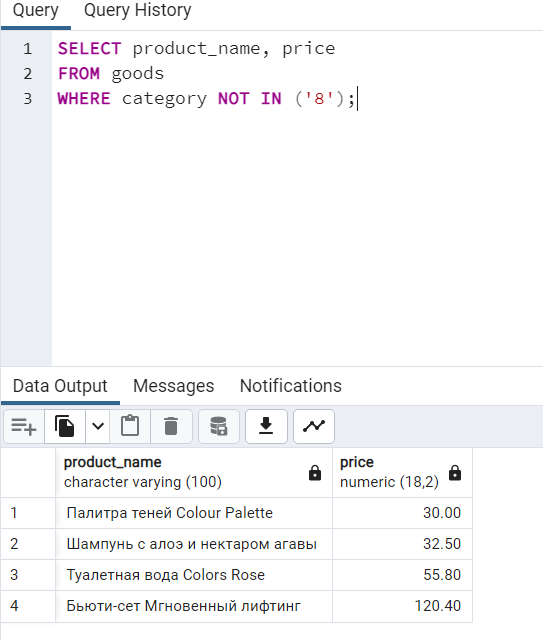 Query Query History
1 SELECT product_name, price
2 FROM goods
3 WHERE category NOT IN ('8');
Data Output Messages Notifications
product_name price
character varying (100) numeric (18,2)
1 Палитра теней Colour Palette 30.00
2 Шампунь с алоэ и нектаром агавы 32.50
3 Туалетная вода Colors Rose 55.80
4 Бьюти-сет Мгновенный лифтинг 120.40